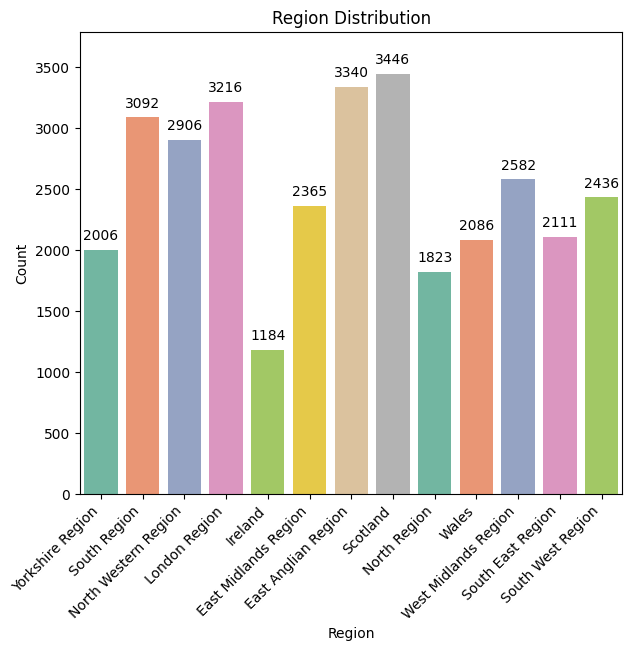 Region Distribution
Count
3500
3000
2500
2000
1500
1000
500
0
2006
3092
2906
3216
1184
2365
3340
3446
1823
2086
2582
2111
2436
Yorkshire Region
South Region
North Western Region
London Region
Ireland
East Midlands Region
East Anglian Region
Scotland
North Region
Wales
West Midlands Region
South East Region
South West Region
Region